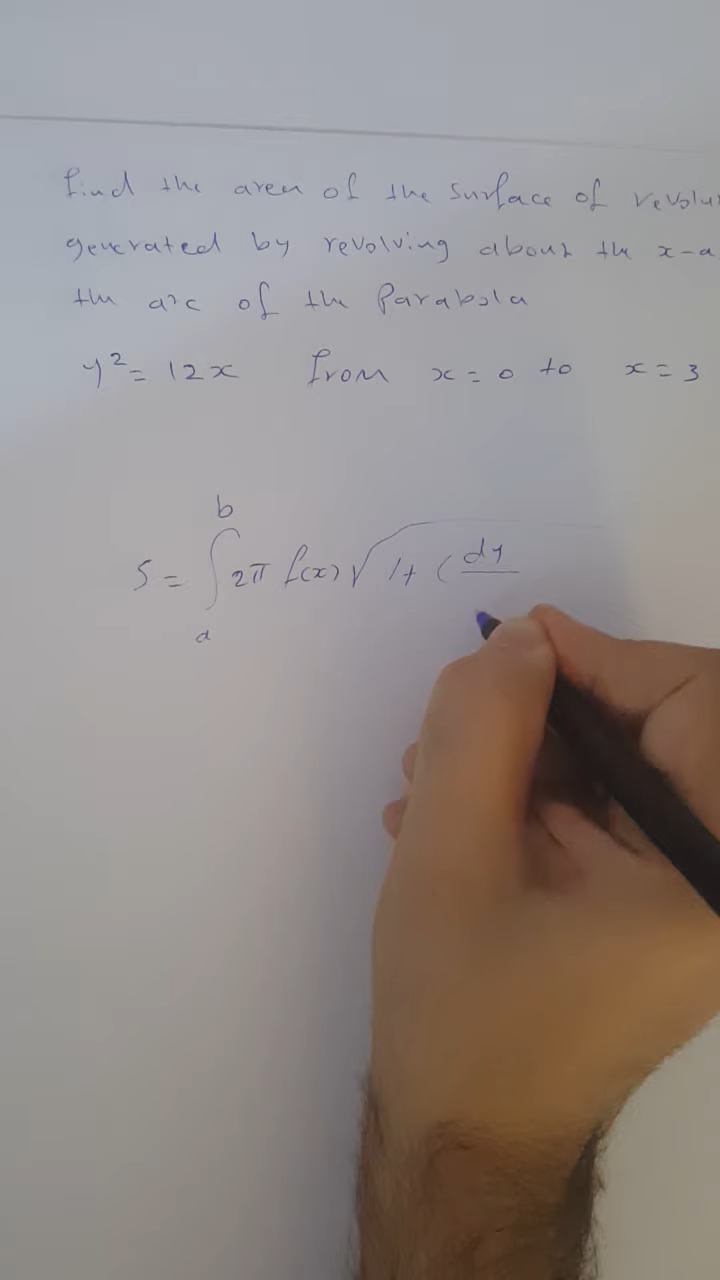 find the area of the surface of revolu
generated by revolving about the x-a
the arc of the Parabola
y² = 12x from x = 0 to x = 3
S = ∫ₐᵇ 2π f(x) √ 1 + ( dy